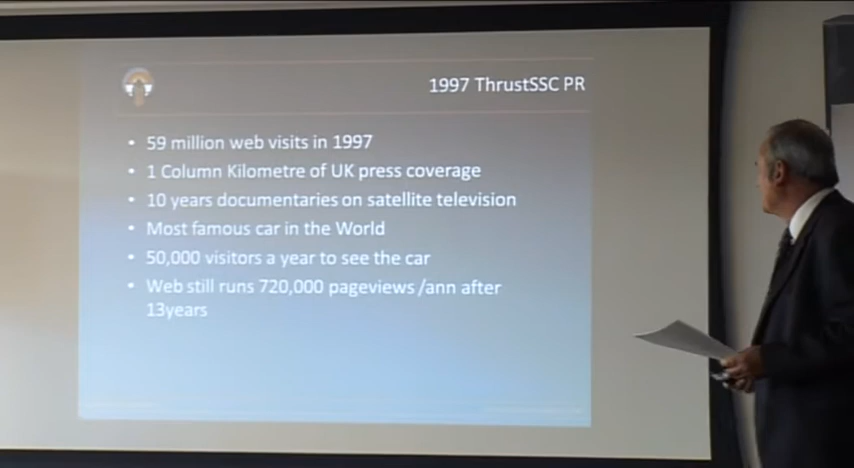 1997 ThrustSSC PR
• 59 million web visits in 1997
• 1 Column Kilometre of UK press coverage
• 10 years documentaries on satellite television
• Most famous car in the World
• 50,000 visitors a year to see the car
• Web still runs 720,000 pageviews /ann after
13years